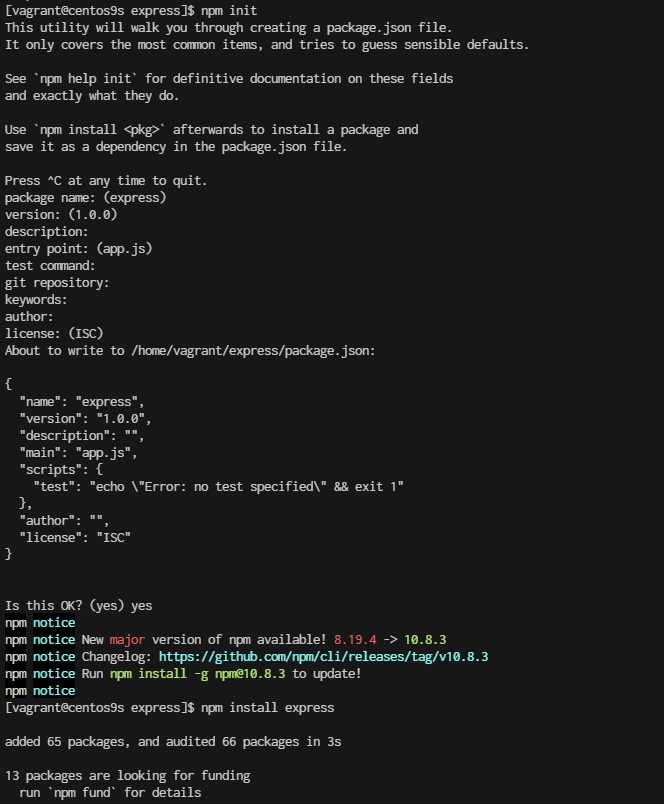 [vagrant@centos9s express]$ npm init
This utility will walk you through creating a package.json file.
It only covers the most common items, and tries to guess sensible defaults.

See `npm help init` for definitive documentation on these fields
and exactly what they do.

Use `npm install <pkg>` afterwards to install a package and
save it as a dependency in the package.json file.

Press ^C at any time to quit.
package name: (express)
version: (1.0.0)
description:
entry point: (app.js)
test command:
git repository:
keywords:
author:
license: (ISC)
About to write to /home/vagrant/express/package.json:

{
  "name": "express",
  "version": "1.0.0",
  "description": "",
  "main": "app.js",
  "scripts": {
    "test": "echo \"Error: no test specified\" && exit 1"
  },
  "author": "",
  "license": "ISC"
}


Is this OK? (yes) yes
npm notice
npm notice New major version of npm available! 8.19.4 -> 10.8.3
npm notice Changelog: https://github.com/npm/cli/releases/tag/v10.8.3
npm notice Run npm install -g npm@10.8.3 to update!
npm notice
[vagrant@centos9s express]$ npm install express

added 65 packages, and audited 66 packages in 3s

13 packages are looking for funding
  run `npm fund` for details